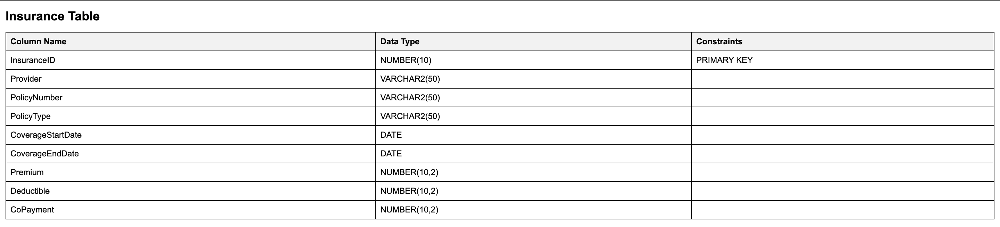 Insurance Table
Column Name Data Type Constraints
InsuranceID NUMBER(10) PRIMARY KEY
Provider VARCHAR2(50)
PolicyNumber VARCHAR2(50)
PolicyType VARCHAR2(50)
CoverageStartDate DATE
CoverageEndDate DATE
Premium NUMBER(10,2)
Deductible NUMBER(10,2)
CoPayment NUMBER(10,2)